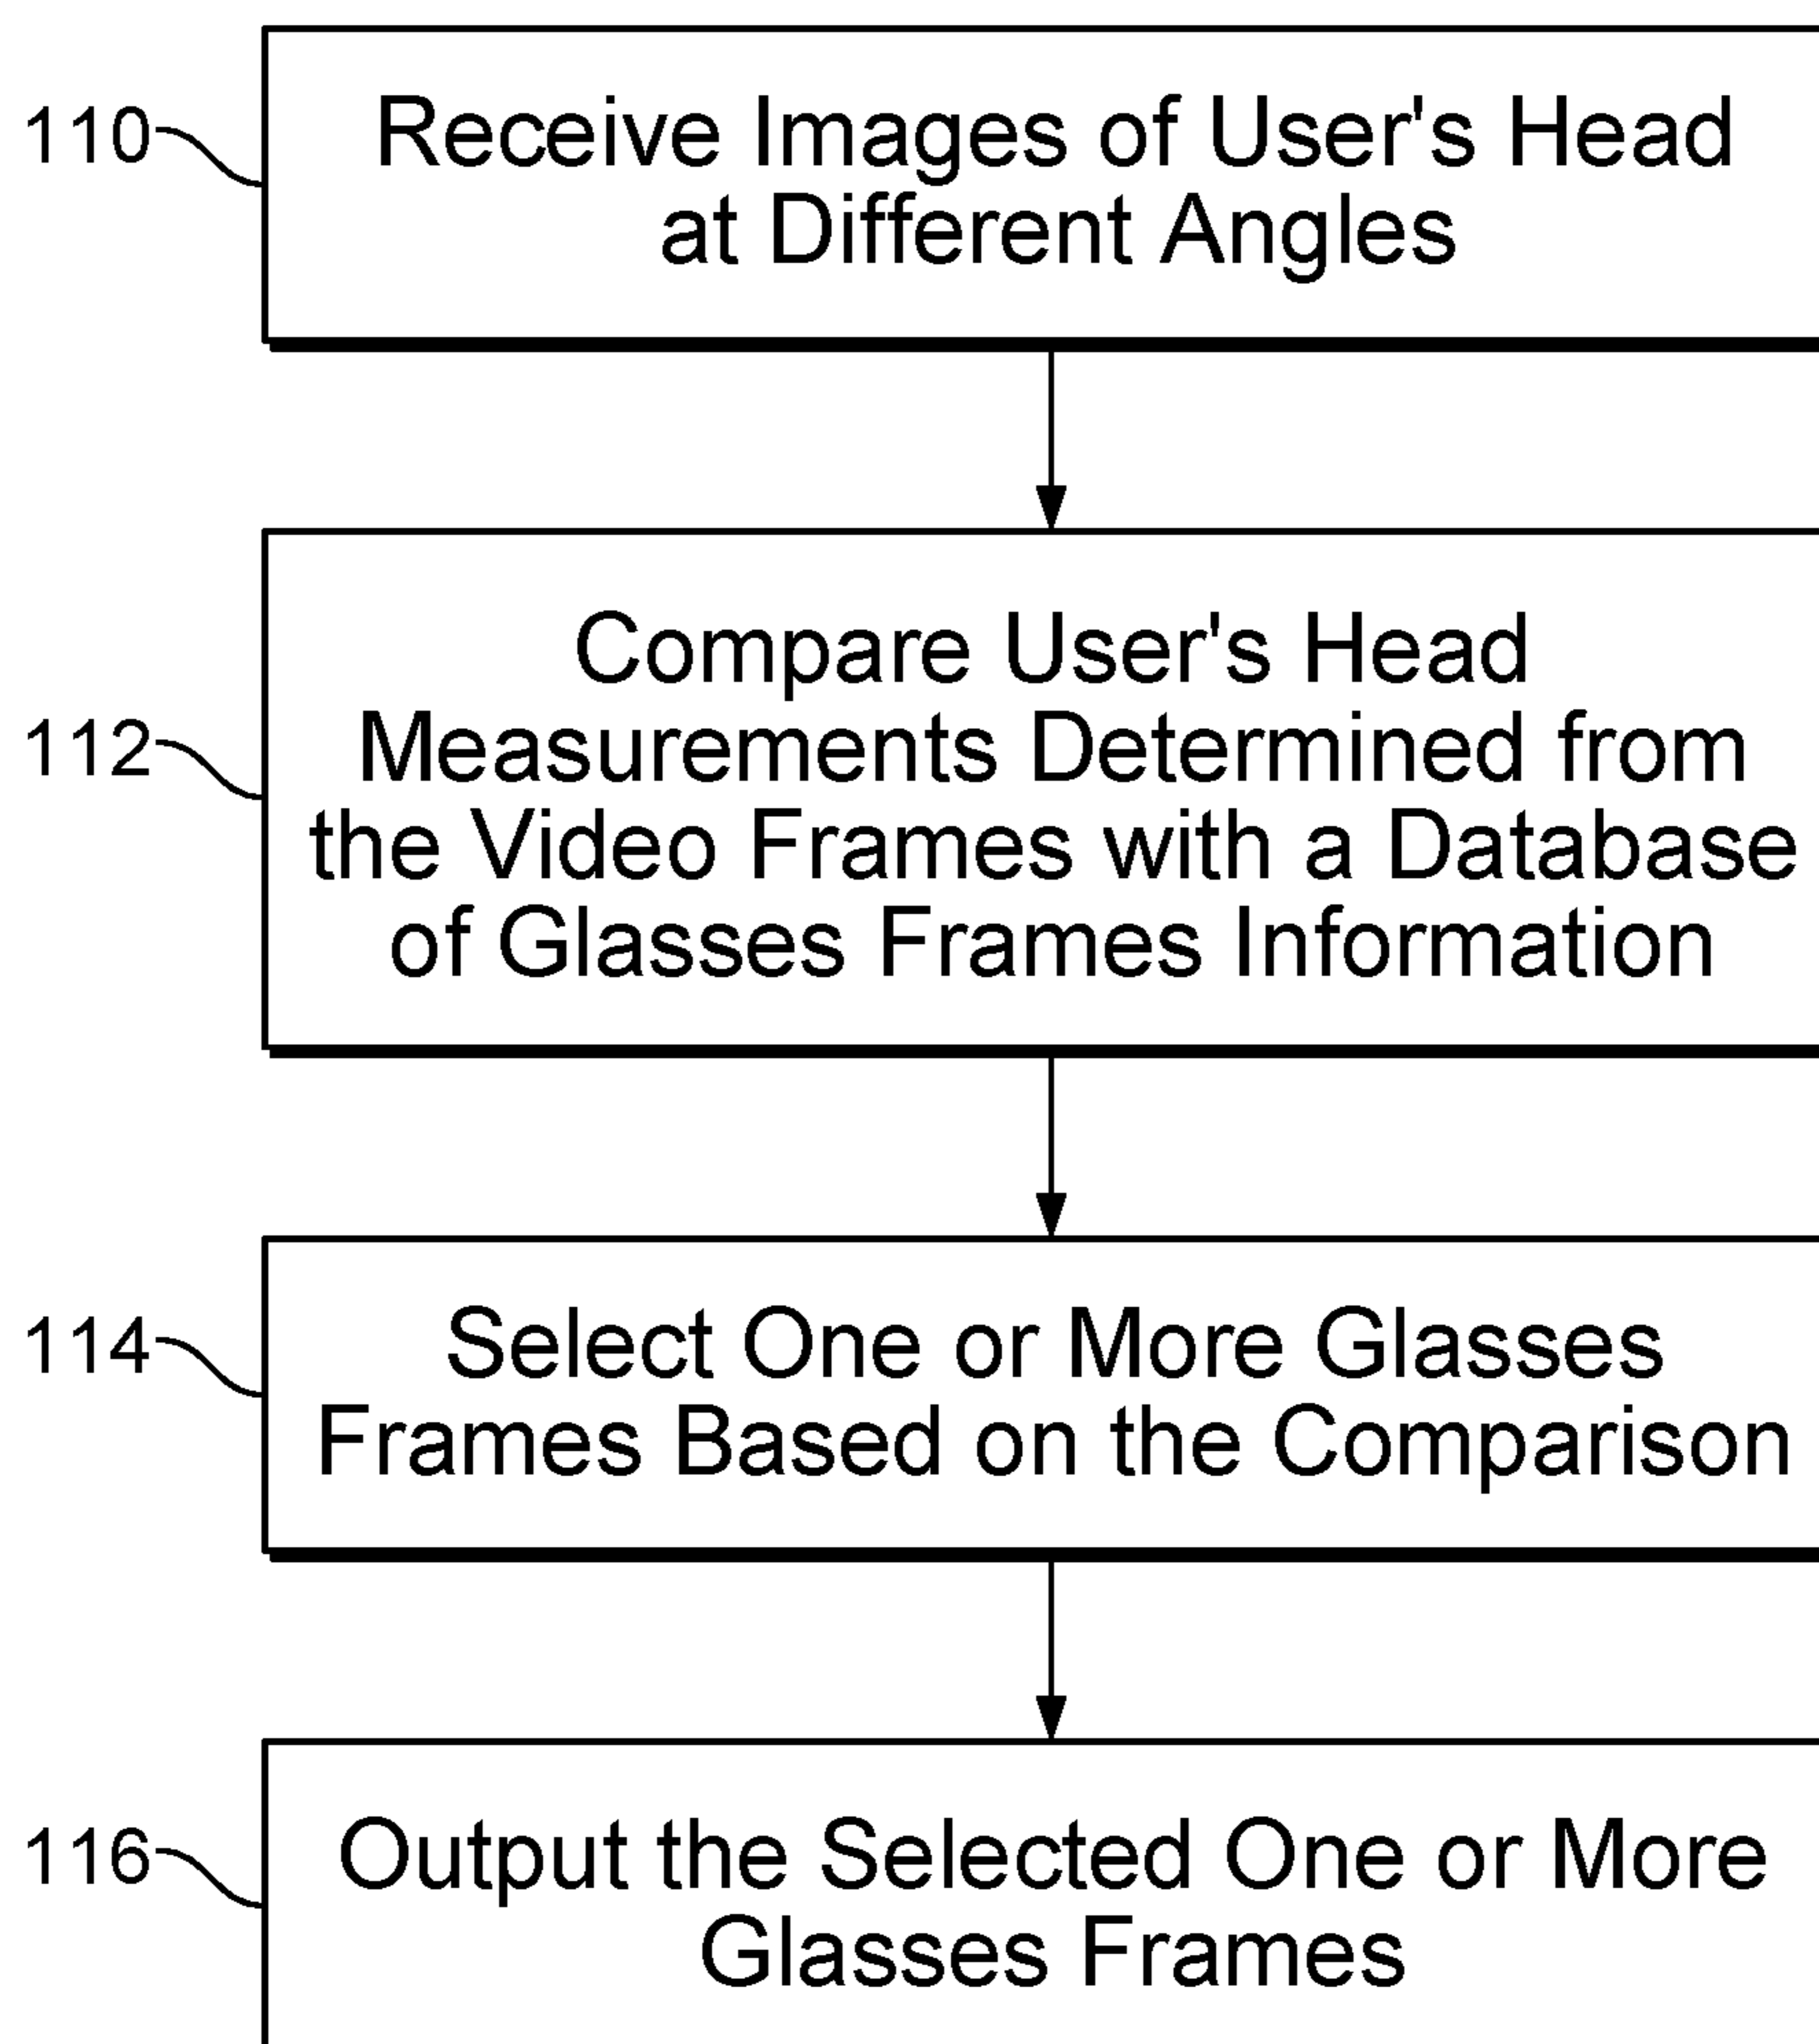 110
Receive Images of User's Head
at Different Angles
112
Compare User's Head
Measurements Determined from
the Video Frames with a Database
of Glasses Frames Information
114
Select One or More Glasses
Frames Based on the Comparison
116
Output the Selected One or More
Glasses Frames